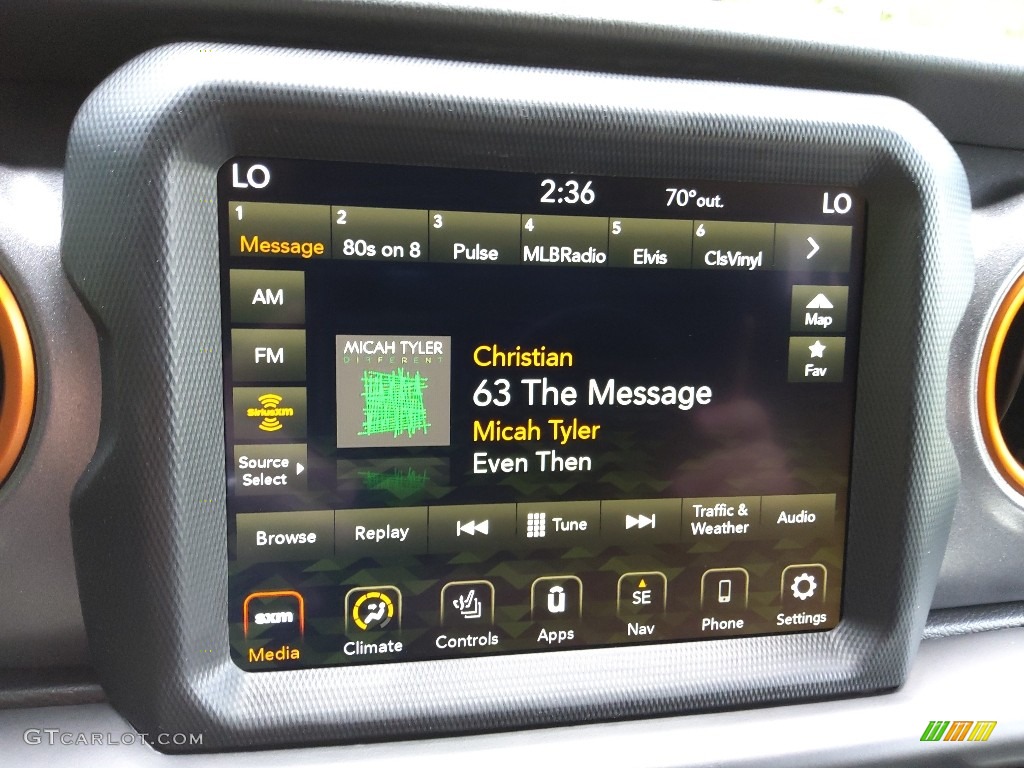 LO 2:36 70° out. LO
1 2 3 4 5 6
Message 80s on 8 Pulse MLBRadio Elvis ClsVinyl
AM
Map
FM
Fav
SiriusXM
Source
Select
MICAH TYLER
DIFFERENT
Christian
63 The Message
Micah Tyler
Even Then
Browse Replay Tune Traffic &
Weather Audio
sxm SE
Media Climate Controls Apps Nav Phone Settings
GTCARLOT.COM